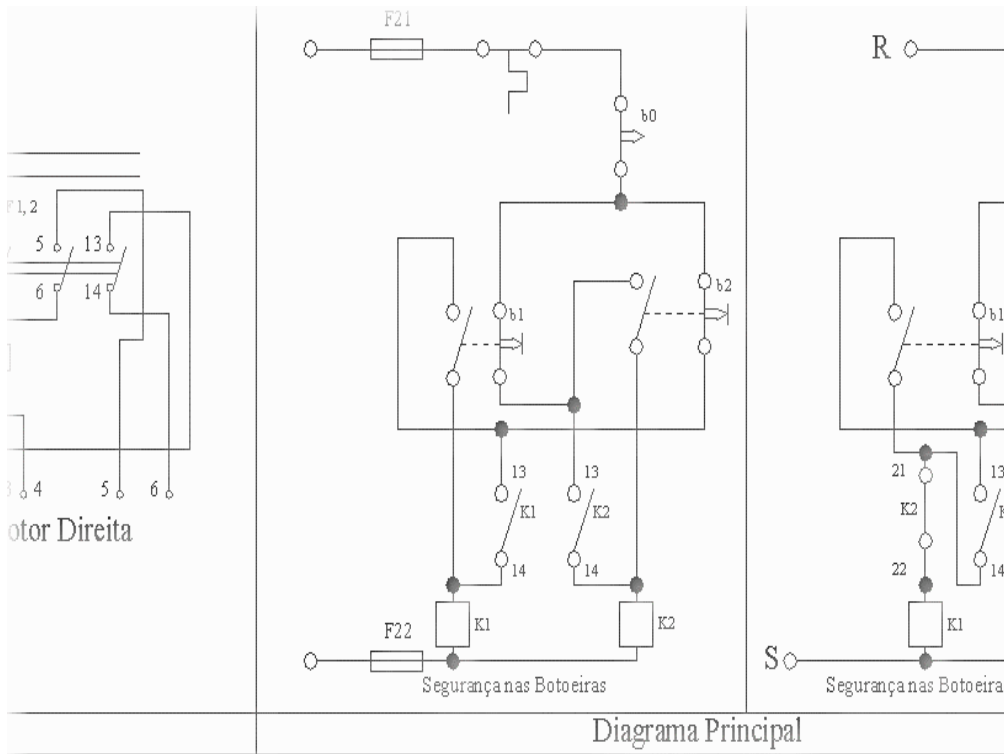 F 1, 2
5
13
6
14
4
5
6
otor Direita
F21
b0
b1
b2
13
13
K1
K2
14
14
K1
K2
F22
Segurança nas Botoeiras
R
b1
21
13
K2
22
14
K1
S
Segurança nas Botoeira
Diagrama Principal